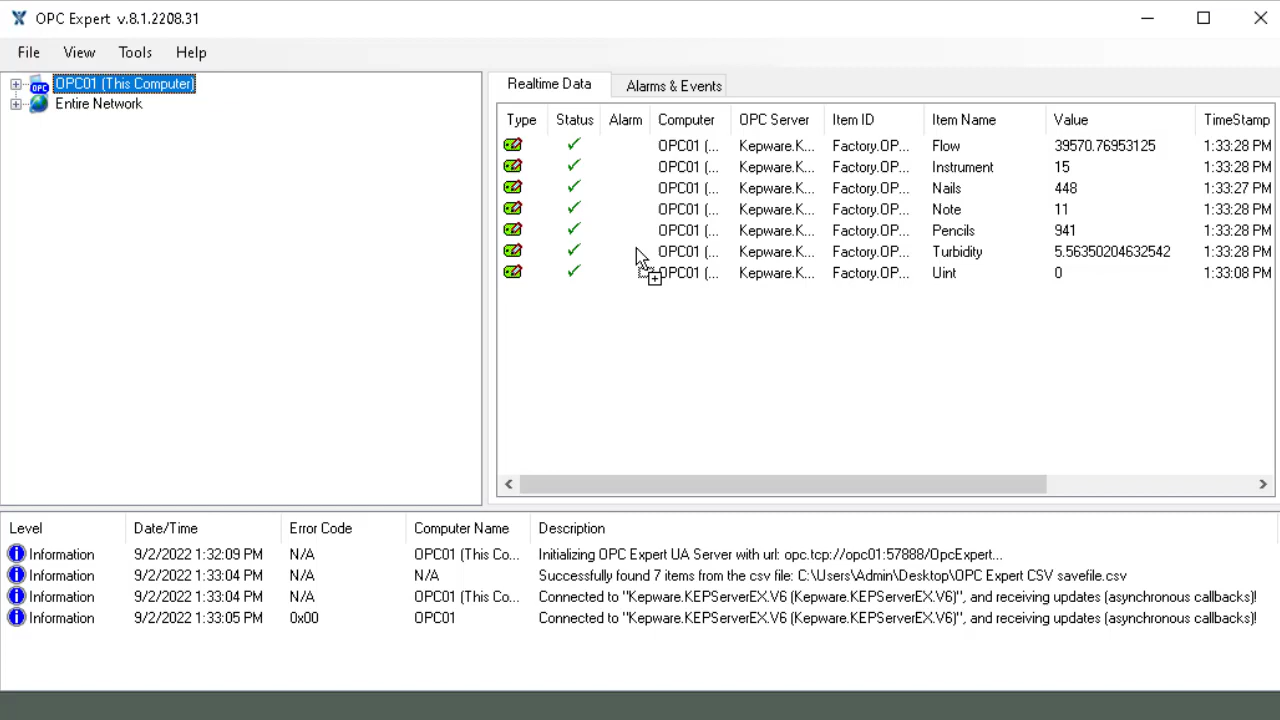 OPC Expert v.8.1.2208.31
File View Tools Help
OPC OPC01 (This Computer)
Entire Network
Realtime Data Alarms & Events
Type Status Alarm Computer OPC Server Item ID Item Name Value TimeStamp
OPC01 (... Kepware.K... Factory.OP... Flow 39570.76953125 1:33:28 PM
OPC01 (... Kepware.K... Factory.OP... Instrument 15 1:33:28 PM
OPC01 (... Kepware.K... Factory.OP... Nails 448 1:33:27 PM
OPC01 (... Kepware.K... Factory.OP... Note 11 1:33:28 PM
OPC01 (... Kepware.K... Factory.OP... Pencils 941 1:33:28 PM
OPC01 (... Kepware.K... Factory.OP... Turbidity 5.56350204632542 1:33:28 PM
OPC01 (... Kepware.K... Factory.OP... Uint 0 1:33:08 PM
Level Date/Time Error Code Computer Name Description
Information 9/2/2022 1:32:09 PM N/A OPC01 (This Co... Initializing OPC Expert UA Server with url: opc.tcp://opc01:57888/OpcExpert...
Information 9/2/2022 1:33:04 PM N/A N/A Successfully found 7 items from the csv file: C:\Users\Admin\Desktop\OPC Expert CSV savefile.csv
Information 9/2/2022 1:33:04 PM N/A OPC01 (This Co... Connected to "Kepware.KEPServerEX.V6 (Kepware.KEPServerEX.V6)", and receiving updates (asynchronous callbacks)!
Information 9/2/2022 1:33:05 PM 0x00 OPC01 Connected to "Kepware.KEPServerEX.V6 (Kepware.KEPServerEX.V6)", and receiving updates (asynchronous callbacks)!